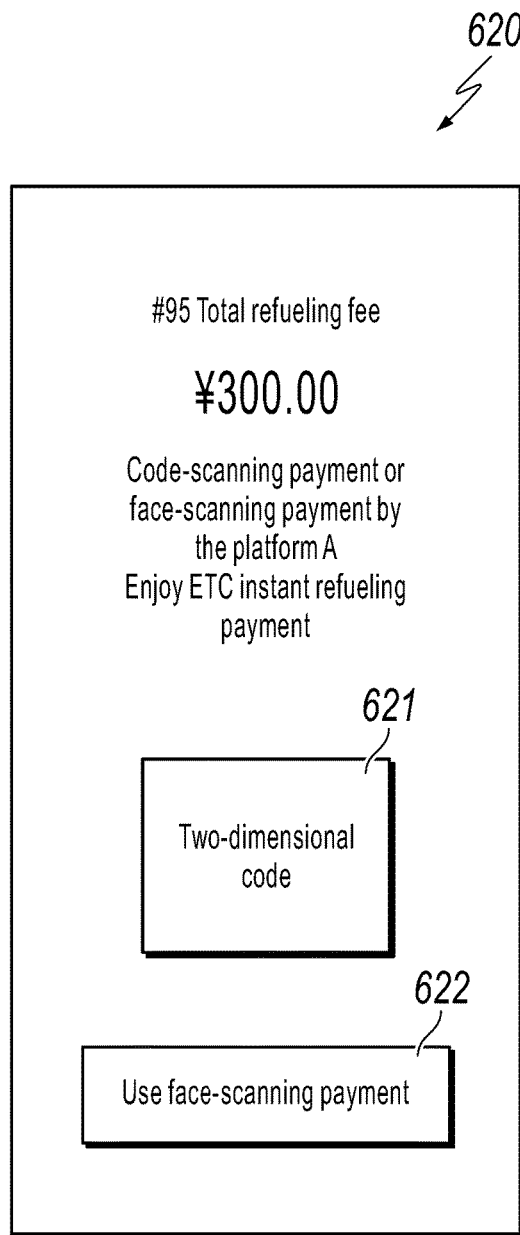 620
#95 Total refueling fee
¥300.00
Code-scanning payment or
face-scanning payment by
the platform A
Enjoy ETC instant refueling
payment
621
Two-dimensional
code
622
Use face-scanning payment